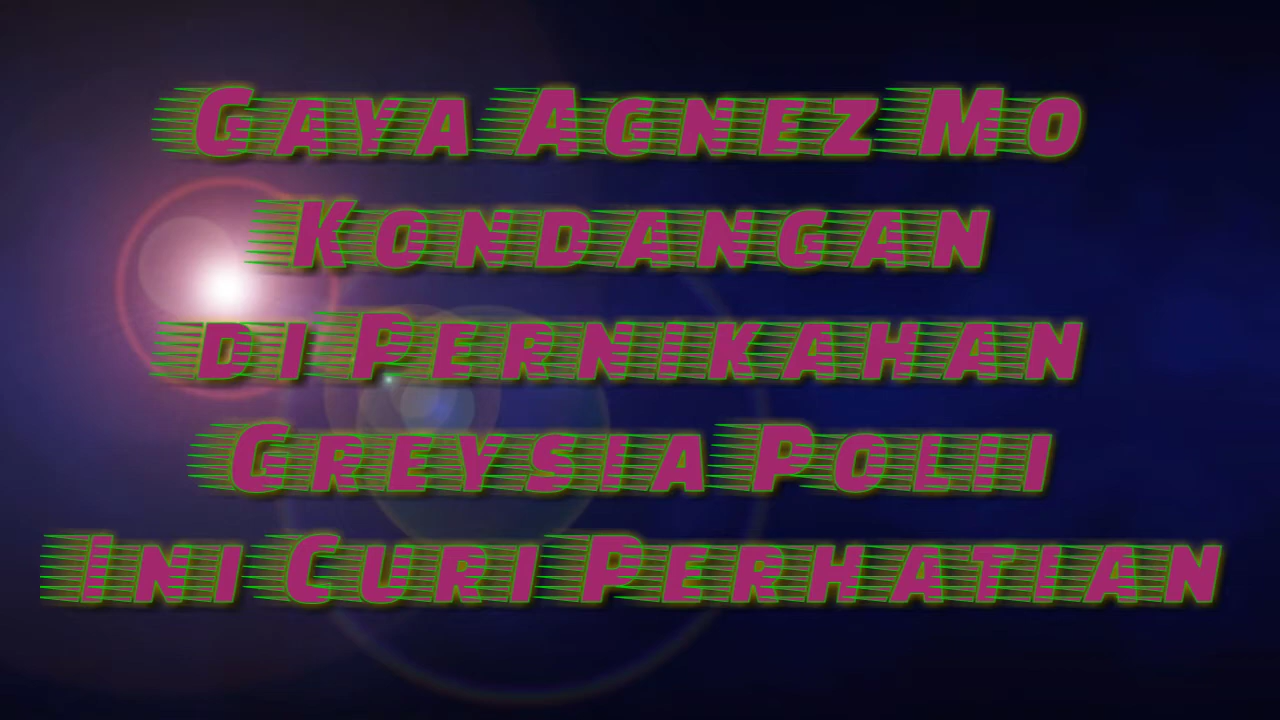 Gaya Agnez Mo
Kondangan
di Pernikahan
Greysia Polii
Ini Curi Perhatian